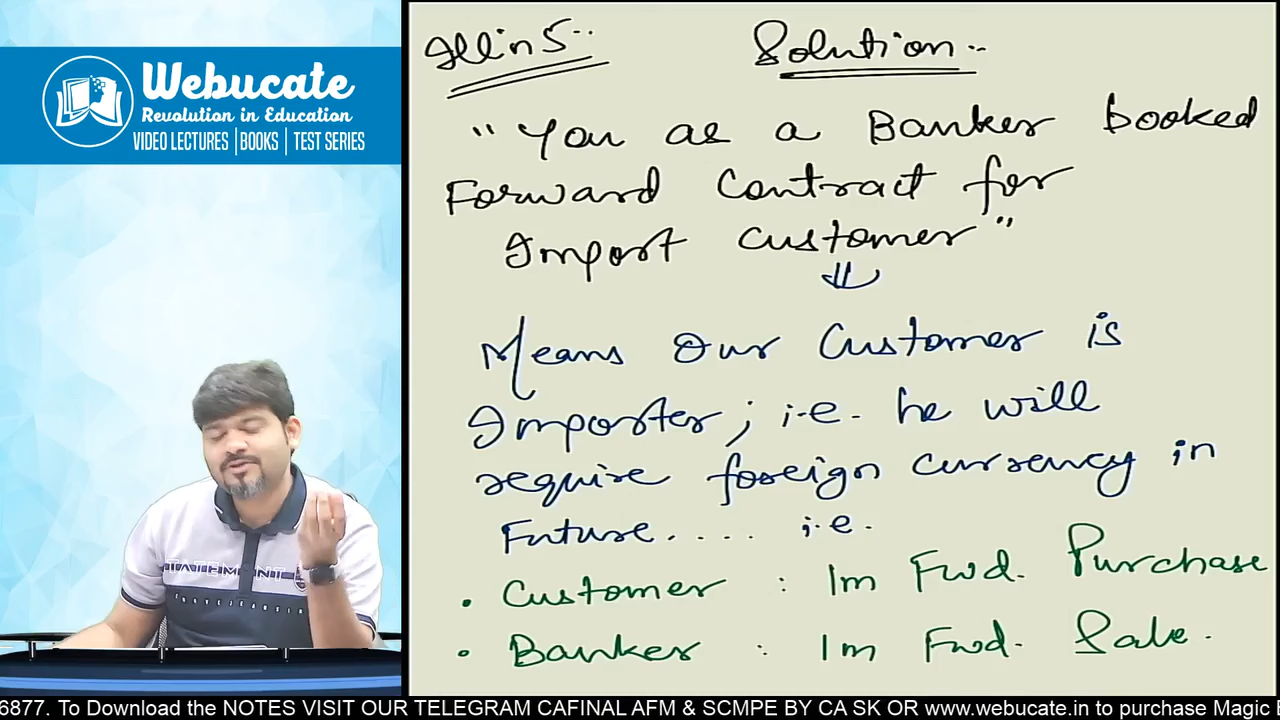 Webucate
Revolution in Education
VIDEO LECTURES | BOOKS | TEST SERIES
Illn 5..
Solution..
"You as a Banker booked
Forward Contract for
Import customer"
Means Our Customer is
Importer; i.e. he will
require foreign currency in
Future.... i.e.
• Customer : 1m Fwd. Purchase
• Banker : 1m Fwd. Sale.
STATEMENT
6877. To Download the NOTES VISIT OUR TELEGRAM CAFINAL AFM & SCMPE BY CA SK OR www.webucate.in to purchase Magic